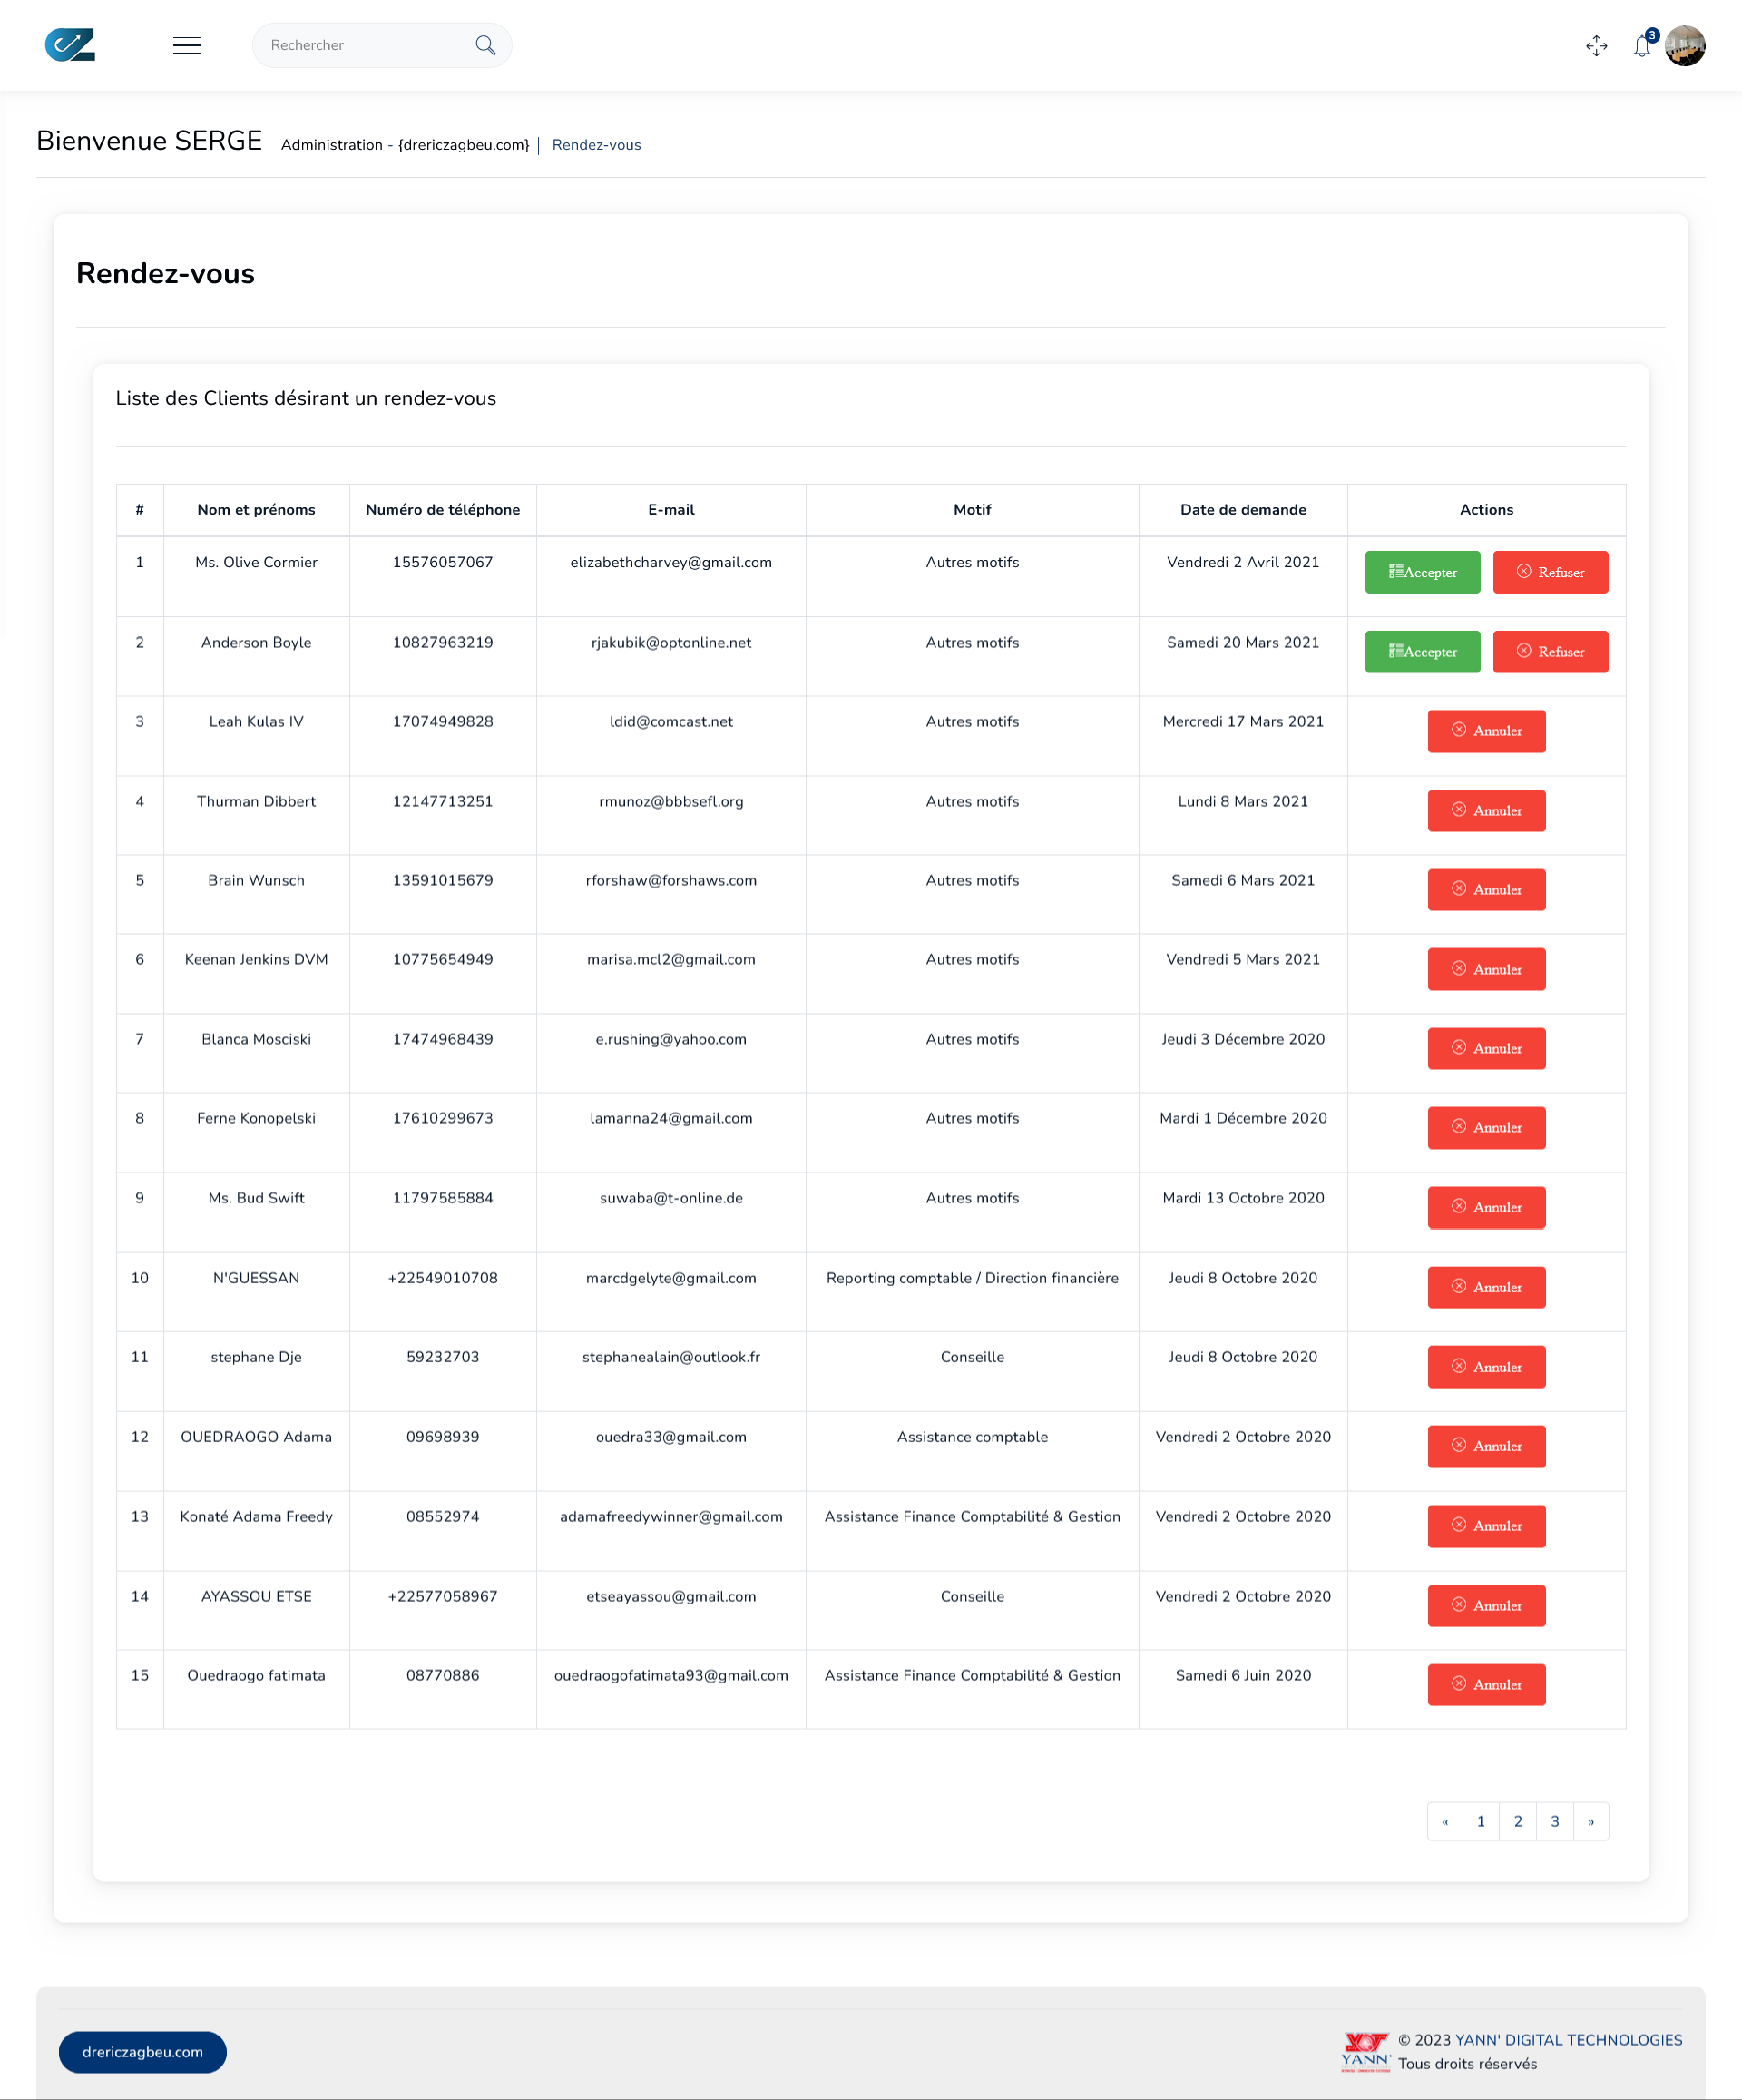 Rechercher
3
Bienvenue SERGE Administration - {drericzagbeu.com} Rendez-vous
Rendez-vous
Liste des Clients désirant un rendez-vous
# Nom et prénoms Numéro de téléphone E-mail Motif Date de demande Actions
1 Ms. Olive Cormier 15576057067 elizabethcharvey@gmail.com Autres motifs Vendredi 2 Avril 2021 Accepter Refuser
2 Anderson Boyle 10827963219 rjakubik@optonline.net Autres motifs Samedi 20 Mars 2021 Accepter Refuser
3 Leah Kulas IV 17074949828 ldid@comcast.net Autres motifs Mercredi 17 Mars 2021 Annuler
4 Thurman Dibbert 12147713251 rmunoz@bbbsefl.org Autres motifs Lundi 8 Mars 2021 Annuler
5 Brain Wunsch 13591015679 rforshaw@forshaws.com Autres motifs Samedi 6 Mars 2021 Annuler
6 Keenan Jenkins DVM 10775654949 marisa.mcl2@gmail.com Autres motifs Vendredi 5 Mars 2021 Annuler
7 Blanca Mosciski 17474968439 e.rushing@yahoo.com Autres motifs Jeudi 3 Décembre 2020 Annuler
8 Ferne Konopelski 17610299673 lamanna24@gmail.com Autres motifs Mardi 1 Décembre 2020 Annuler
9 Ms. Bud Swift 11797585884 suwaba@t-online.de Autres motifs Mardi 13 Octobre 2020 Annuler
10 N'GUESSAN +22549010708 marcdgelyte@gmail.com Reporting comptable / Direction financière Jeudi 8 Octobre 2020 Annuler
11 stephane Dje 59232703 stephanealain@outlook.fr Conseille Jeudi 8 Octobre 2020 Annuler
12 OUEDRAOGO Adama 09698939 ouedra33@gmail.com Assistance comptable Vendredi 2 Octobre 2020 Annuler
13 Konaté Adama Freedy 08552974 adamafreedywinner@gmail.com Assistance Finance Comptabilité & Gestion Vendredi 2 Octobre 2020 Annuler
14 AYASSOU ETSE +22577058967 etseayassou@gmail.com Conseille Vendredi 2 Octobre 2020 Annuler
15 Ouedraogo fatimata 08770886 ouedraogofatimata93@gmail.com Assistance Finance Comptabilité & Gestion Samedi 6 Juin 2020 Annuler
« 1 2 3 »
drericzagbeu.com
YANN'
© 2023 YANN' DIGITAL TECHNOLOGIES
Tous droits réservés